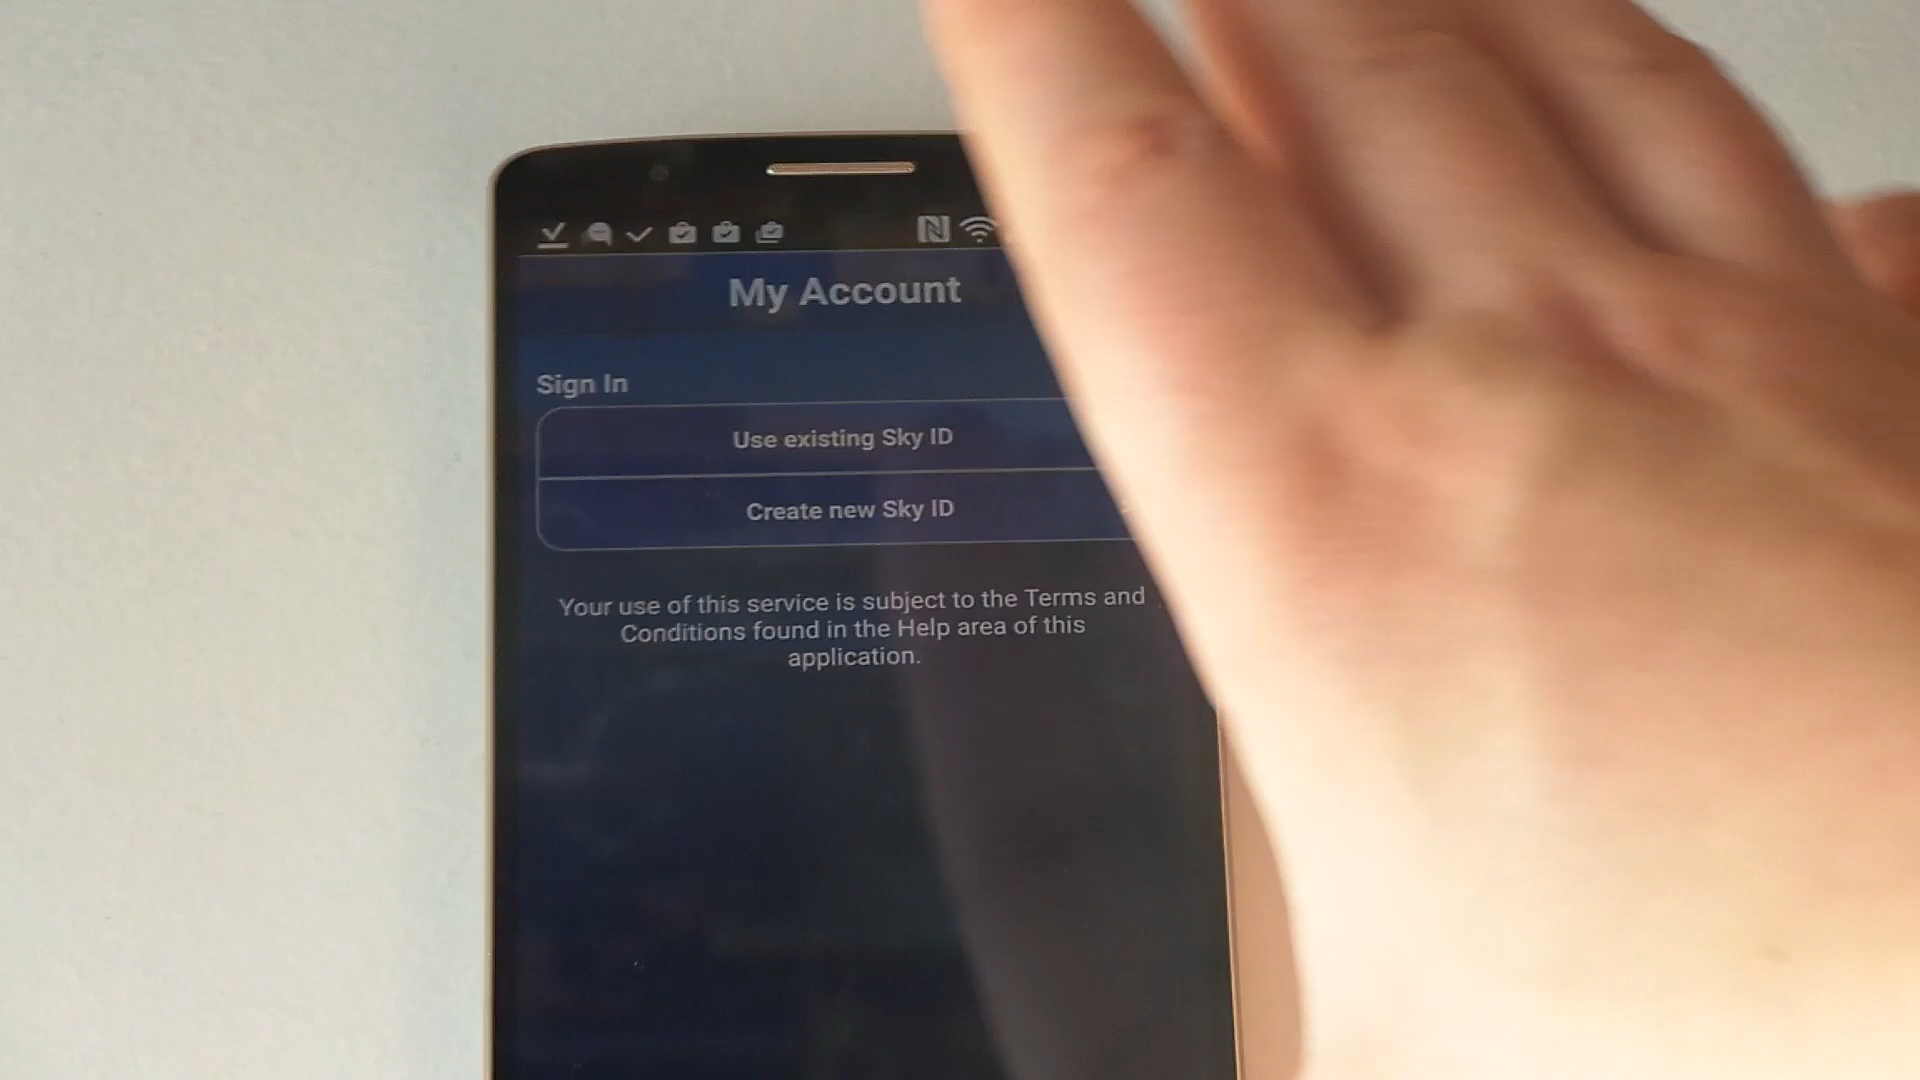 My Account
Sign In
Use existing Sky ID
Create new Sky ID
Your use of this service is subject to the Terms and
Conditions found in the Help area of this
application.